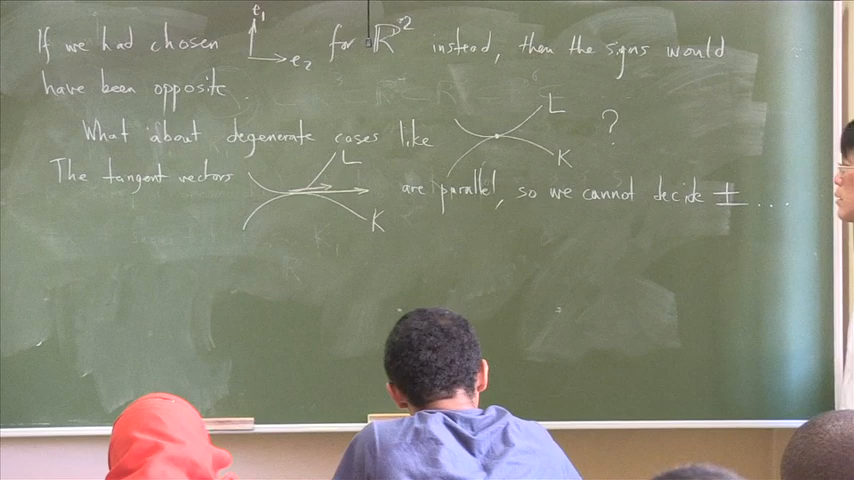 If we had chosen e₁ e₂ for ℝ² instead, then the signs would
have been opposite.
What about degenerate cases like L K ?
The tangent vectors L K are parallel, so we cannot decide ± ...